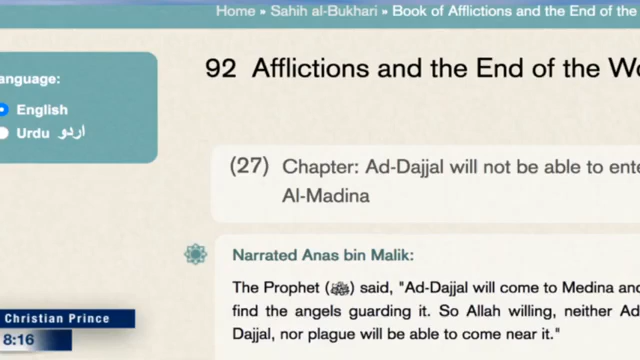 Home » Sahih al-Bukhari » Book of Afflictions and the End of the
92 Afflictions and the End of the
anguage:
English
Urdu اردو
(27) Chapter: Ad-Dajjal will not be able to
Al-Madina
Narrated Anas bin Malik:
The Prophet (ﷺ) said, "Ad-Dajjal will come to Medina and
find the angels guarding it. So Allah willing, neither Ad
Dajjal, nor plague will be able to come near it."
Christian Prince
8:16